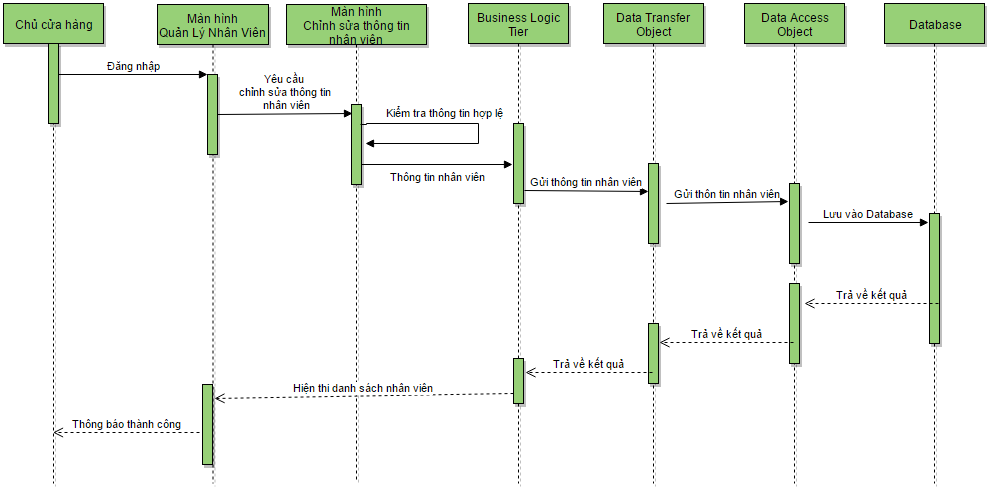 Chủ cửa hàng
Màn hình
Quản Lý Nhân Viên
Màn hình
Chỉnh sửa thông tin
nhân viên
Business Logic
Tier
Data Transfer
Object
Data Access
Object
Database
Đăng nhập
Yêu cầu
chỉnh sửa thông tin
nhân viên
Kiểm tra thông tin hợp lệ
Thông tin nhân viên
Gửi thông tin nhân viên
Gửi thôn tin nhân viên
Lưu vào Database
Trả về kết quả
Trả về kết quả
Trả về kết quả
Hiện thi danh sách nhân viên
Thông báo thành công